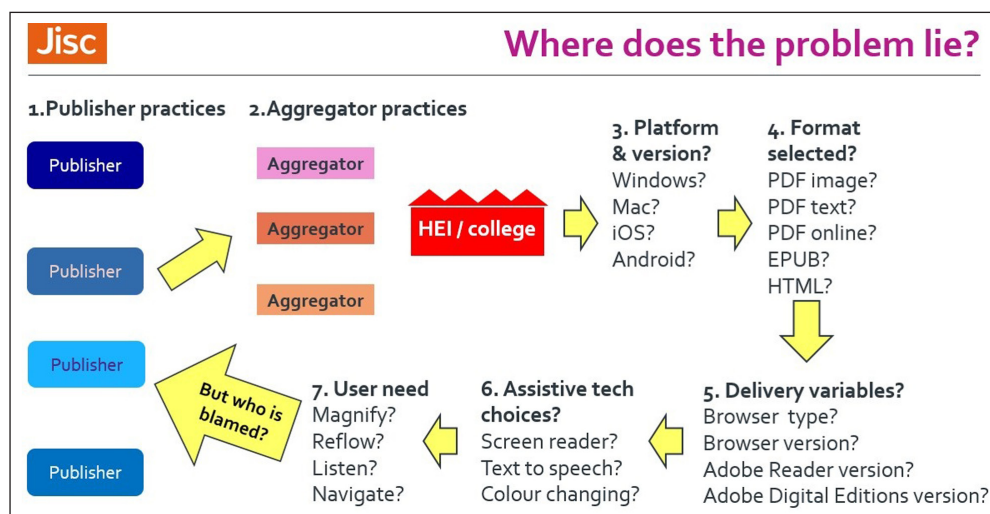 Jisc
Where does the problem lie?
1.Publisher practices
Publisher
Publisher
Publisher
Publisher
2.Aggregator practices
Aggregator
Aggregator
Aggregator
HEI / college
3. Platform
& version?
Windows?
Mac?
iOS?
Android?
4. Format
selected?
PDF image?
PDF text?
PDF online?
EPUB?
HTML?
5. Delivery variables?
Browser type?
Browser version?
Adobe Reader version?
Adobe Digital Editions version?
6. Assistive tech
choices?
Screen reader?
Text to speech?
Colour changing?
7. User need
Magnify?
Reflow?
Listen?
Navigate?
But who is
blamed?